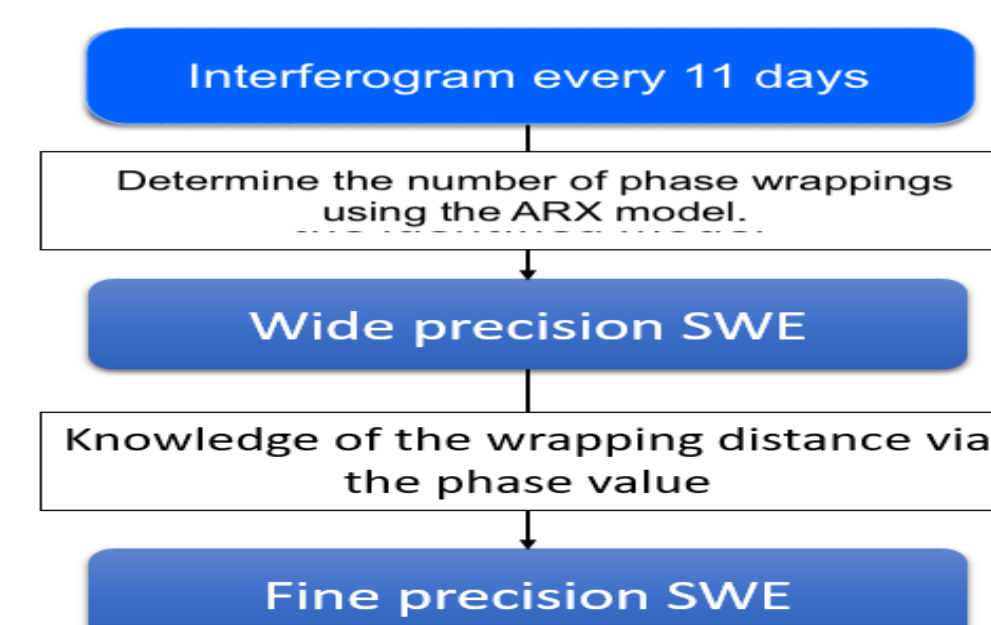 Interferogram every 11 days
Determine the number of phase wrappings
using the ARX model.
Wide precision SWE
Knowledge of the wrapping distance via
the phase value
Fine precision SWE